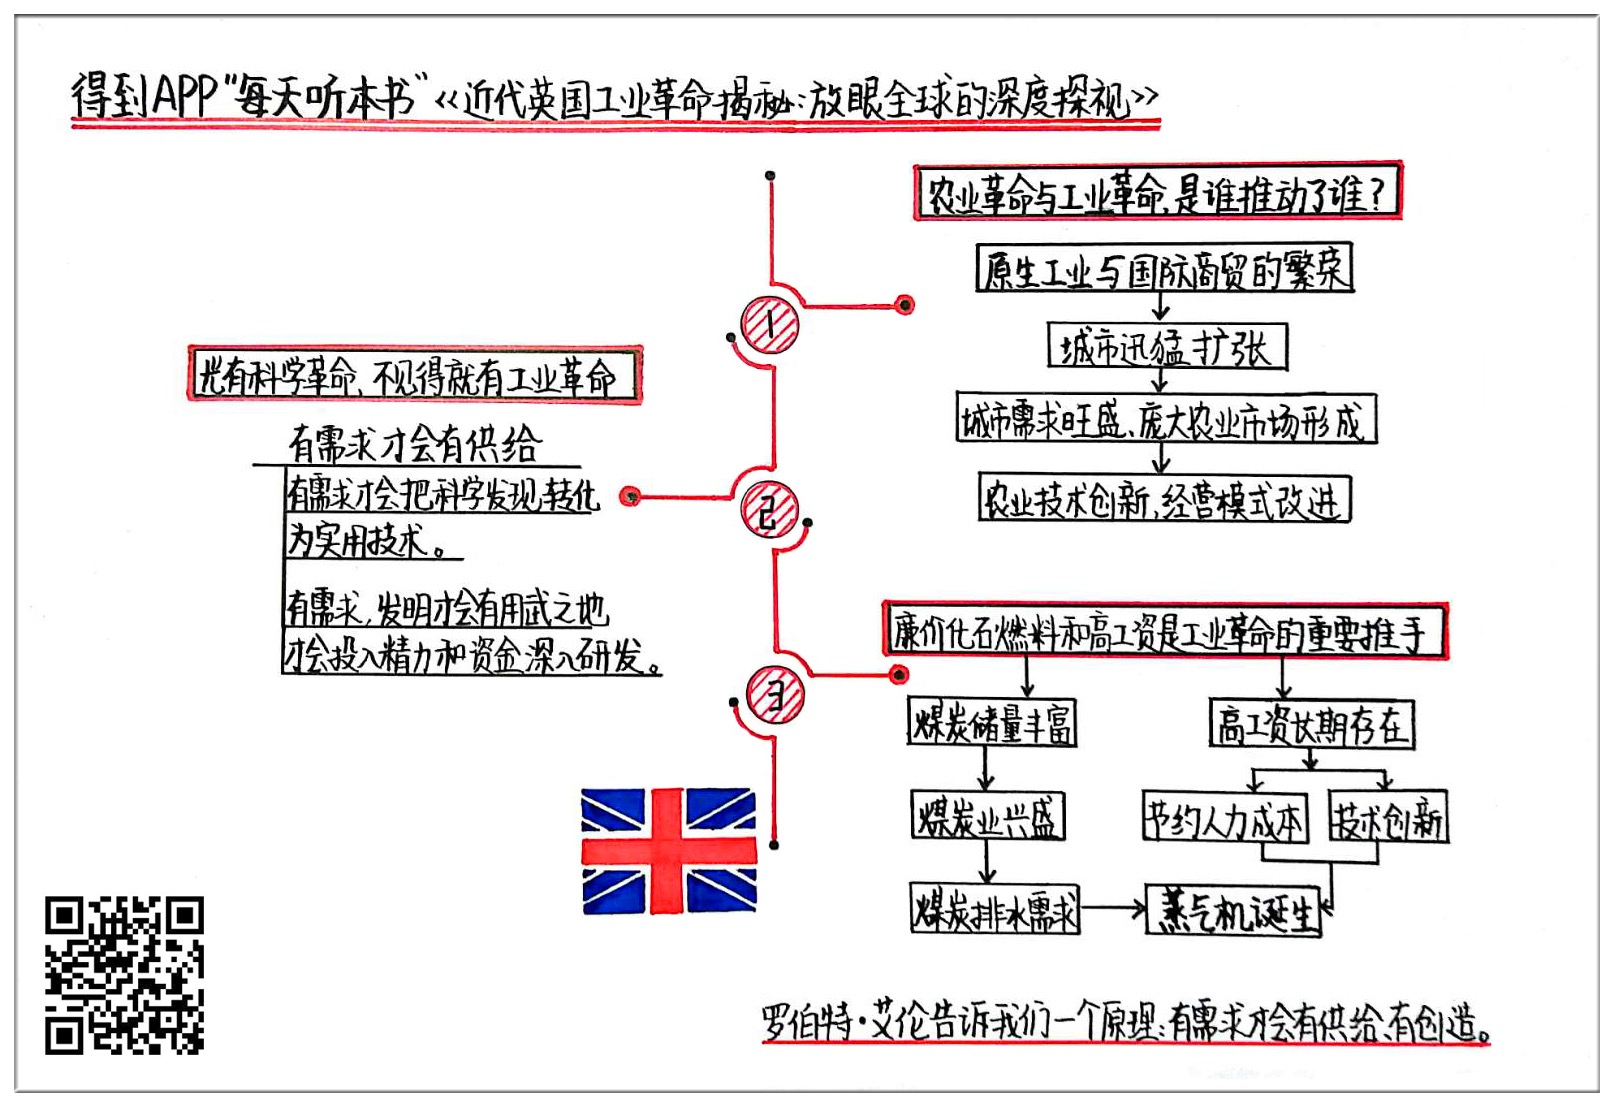 得到APP“每天听本书”《近代英国工业革命揭秘:放眼全球的深度探视》
1
农业革命与工业革命,是谁推动了谁?
原生工业与国际商贸的繁荣
城市迅猛扩张
城市需求旺盛、庞大农业市场形成
农业技术创新,经营模式改进
2
光有科学革命,不见得就有工业革命
有需求才会有供给
有需求才会把科学发现转化
为实用技术。
有需求,发明才会有用武之地
才会投入精力和资金深入研发。
3
廉价化石燃料和高工资是工业革命的重要推手
煤炭储量丰富
煤炭业兴盛
煤炭排水需求
高工资长期存在
节约人力成本
技术创新
蒸气机诞生
罗伯特·艾伦告诉我们一个原理:有需求才会有供给、有创造。